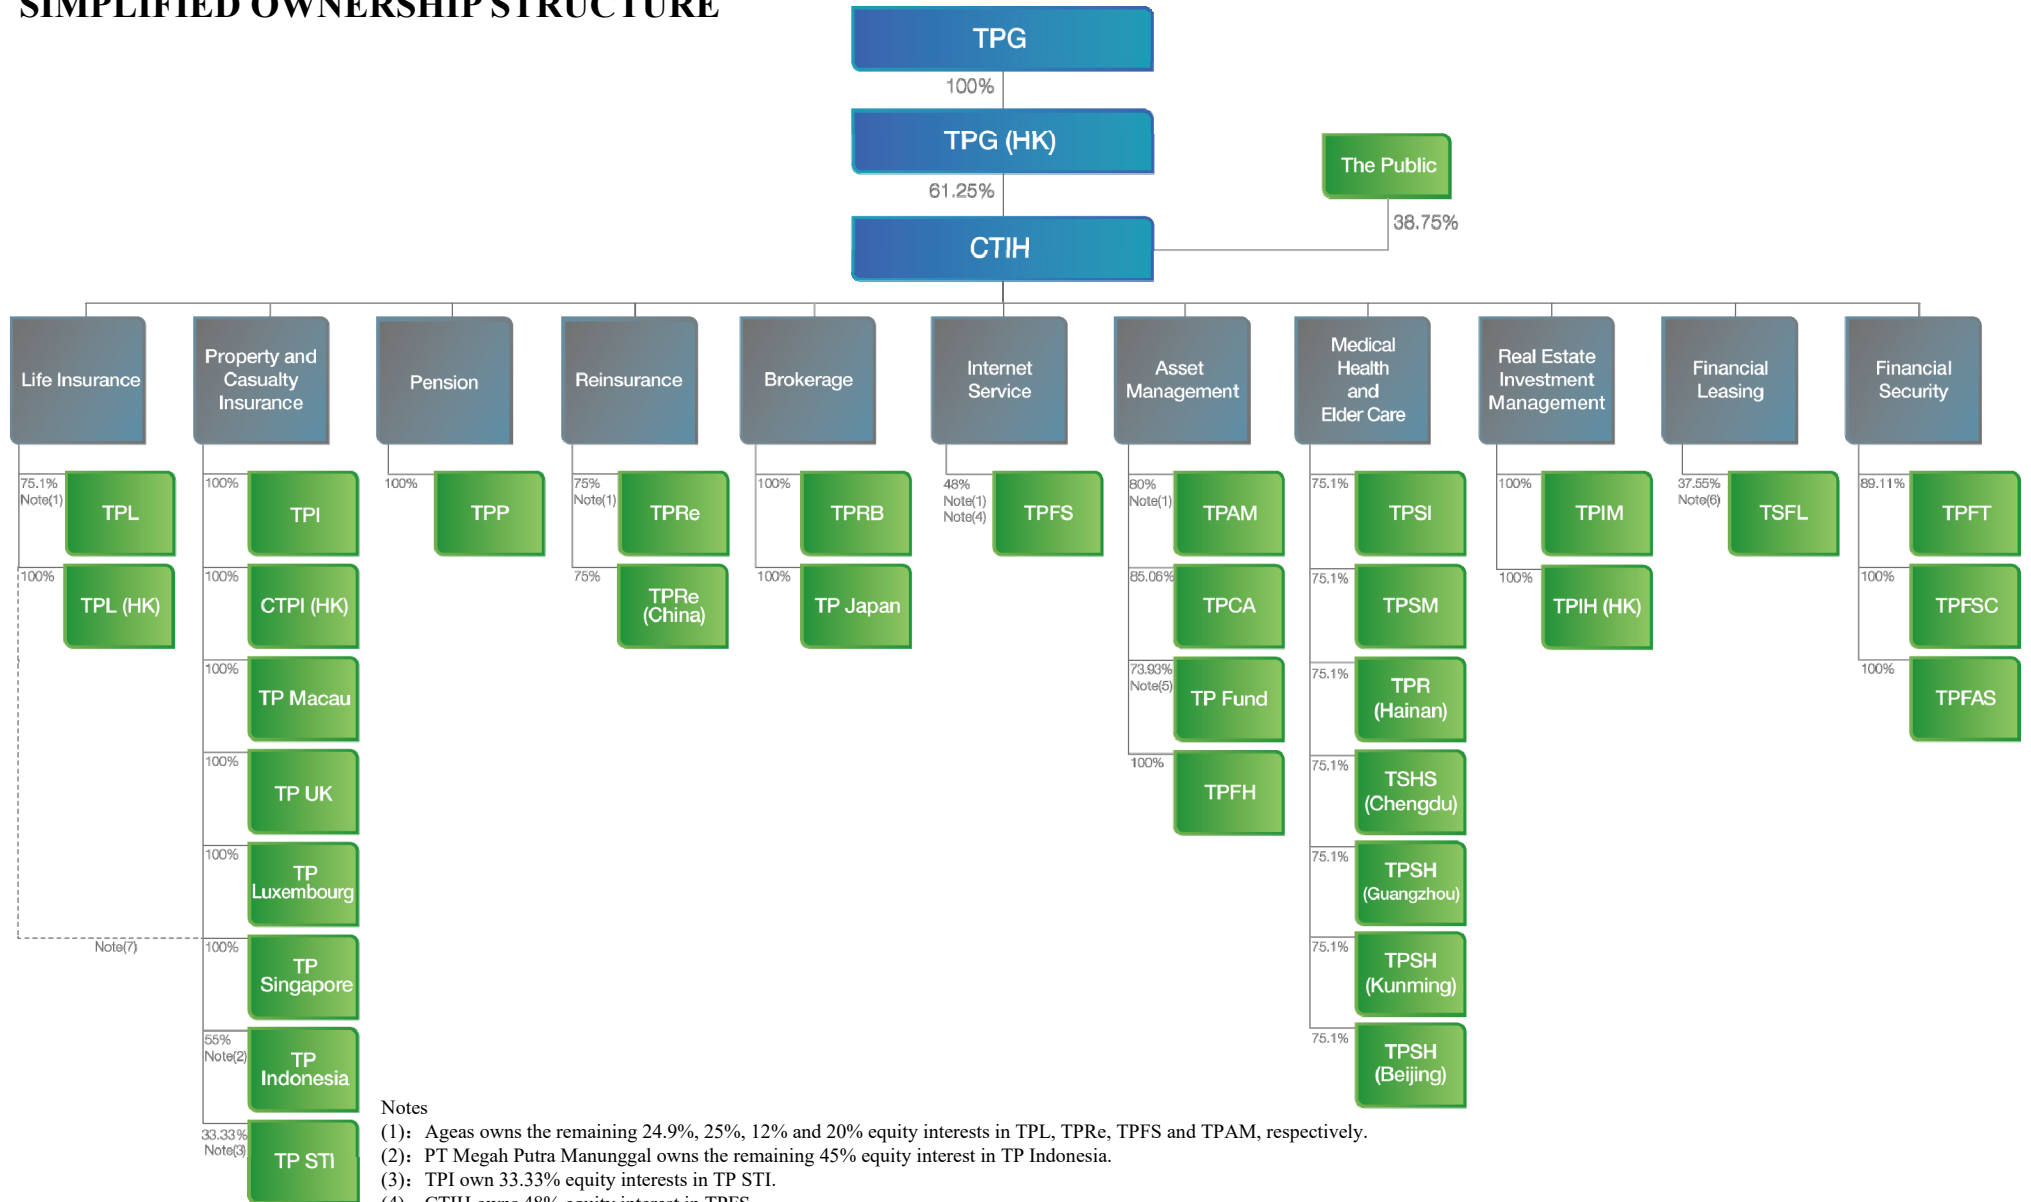 SIMPLIFIED OWNERSHIP STRUCTURE
TPG
100%
TPG (HK)
61.25%
The Public
38.75%
CTIH
Life Insurance
75.1%
Note(1)
TPL
100%
TPL (HK)
Note(7)
Property and
Casualty
Insurance
100%
TPI
100%
CTPI (HK)
100%
TP Macau
100%
TP UK
100%
TP
Luxembourg
100%
TP
Singapore
55%
Note(2)
TP
Indonesia
33.33%
Note(3)
TP STI
Pension
100%
TPP
Reinsurance
75%
Note(1)
TPRe
75%
TPRe
(China)
Brokerage
100%
TPRB
100%
TP Japan
Internet
Service
48%
Note(1)
Note(4)
TPFS
Asset
Management
80%
Note(1)
TPAM
85.06%
TPCA
73.93%
Note(5)
TP Fund
100%
TPFH
Medical
Health
and
Elder Care
75.1%
TPSI
75.1%
TPSM
75.1%
TPR
(Hainan)
75.1%
TSHS
(Chengdu)
75.1%
TPSH
(Guangzhou)
75.1%
TPSH
(Kunming)
75.1%
TPSH
(Beijing)
Real Estate
Investment
Management
100%
TPIM
100%
TPIH (HK)
Financial
Leasing
37.55%
Note(6)
TSFL
Financial
Security
89.11%
TPFT
100%
TPFSC
100%
TPFAS
Notes
(1): Ageas owns the remaining 24.9%, 25%, 12% and 20% equity interests in TPL, TPRe, TPFS and TPAM, respectively.
(2): PT Megah Putra Manunggal owns the remaining 45% equity interest in TP Indonesia.
(3): TPI own 33.33% equity interests in TP STI.
(4): CTIH owns 48% equity interest in TPFS.